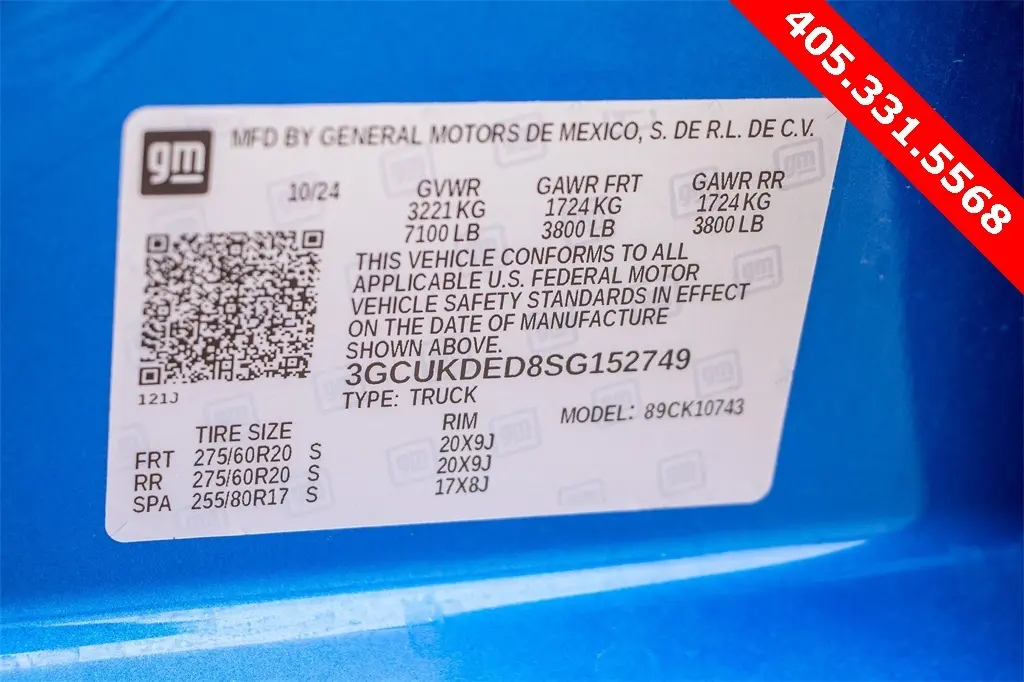 405.331.5568
gm
MFD BY GENERAL MOTORS DE MEXICO, S. DE R.L. DE C.V.
10/24 GVWR GAWR FRT GAWR RR
3221 KG 1724 KG 1724 KG
7100 LB 3800 LB 3800 LB
THIS VEHICLE CONFORMS TO ALL
APPLICABLE U.S. FEDERAL MOTOR
VEHICLE SAFETY STANDARDS IN EFFECT
ON THE DATE OF MANUFACTURE
SHOWN ABOVE.
3GCUKDED8SG152749
121J
TYPE: TRUCK
MODEL: 89CK10743
TIRE SIZE RIM
FRT 275/60R20 S 20X9J
RR 275/60R20 S 20X9J
SPA 255/80R17 S 17X8J